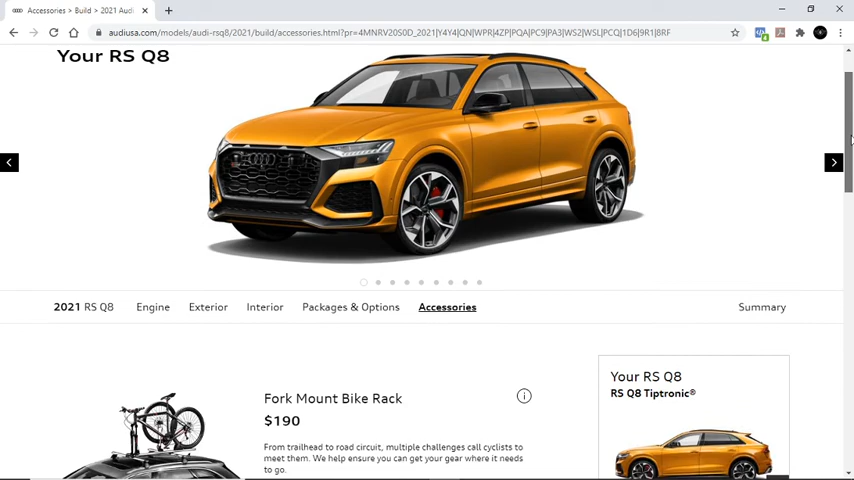 Accessories > Build > 2021 Audi
audiusa.com/models/audi-rsq8/2021/build/accessories.html?pr=4MNRV20S0D_2021|Y4Y4|QN|WPR|4ZP|PQA|PC9|PA3|WS2|WSL|PCQ|1D6|9R1|8RF
Your RS Q8
2021 RS Q8 Engine Exterior Interior Packages & Options Accessories Summary
Fork Mount Bike Rack
$190
From trailhead to road circuit, multiple challenges call cyclists to
meet them. We help ensure you can get your gear where it needs
to go.
Your RS Q8
RS Q8 Tiptronic®